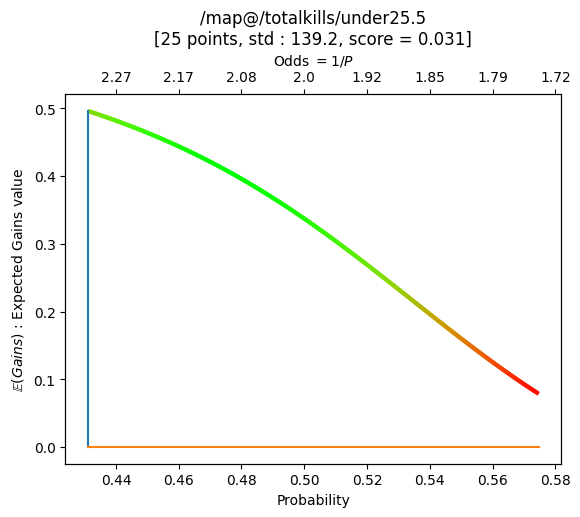 /map@/totalkills/under25.5
[25 points, std : 139.2, score = 0.031]
Odds = 1/P
2.27 2.17 2.08 2.0 1.92 1.85 1.79 1.72
0.5
0.4
0.3
0.2
0.1
0.0
𝔼(Gains) : Expected Gains value
0.44 0.46 0.48 0.50 0.52 0.54 0.56 0.58
Probability